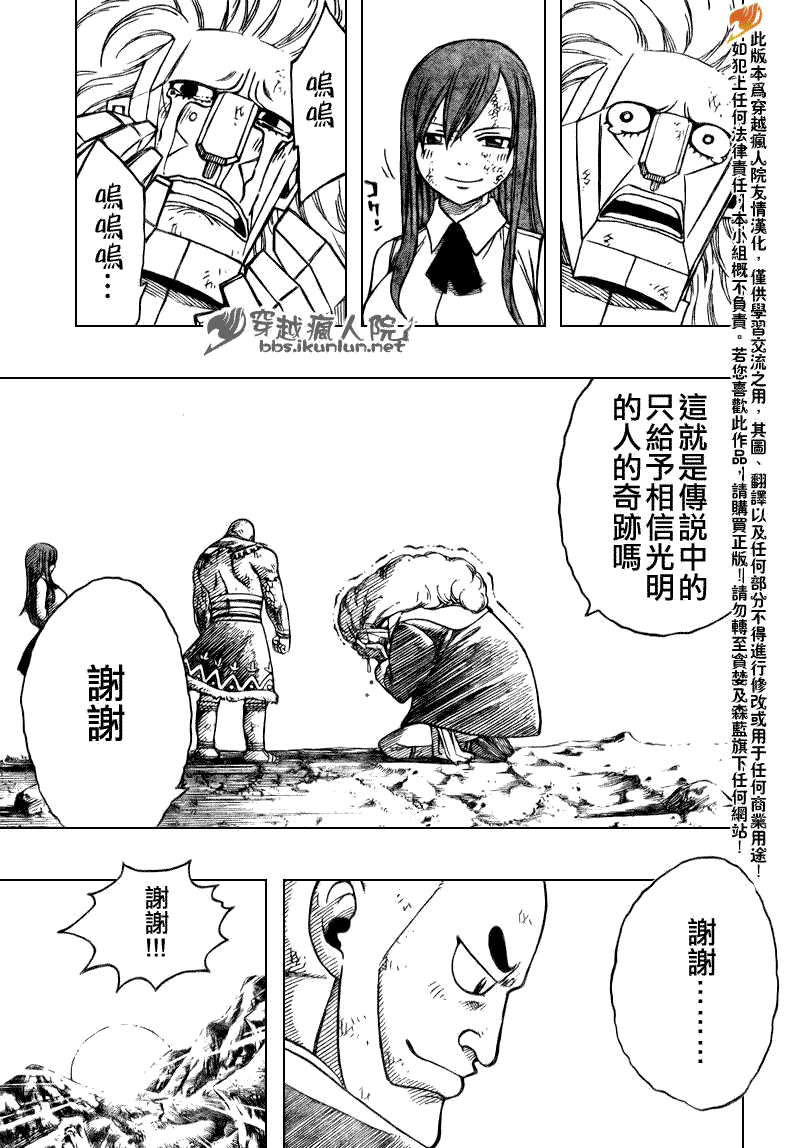 此版本爲穿越瘋人院友情漢化，僅供學習交流之用，其圖、翻譯以及任何部分不得進行修改或用于任何商業用途！
如犯上任何法律責任，本小組概不負責。若您喜歡此作品，請購買正版！請勿轉至貪婪及森藍旗下任何網站！
コクン
嗚嗚
嗚嗚嗚…
穿越瘋人院
bbs.ikunlun.net
這就是傳説中的
只給予相信光明
的人的奇跡嗎
謝謝
謝謝………
謝謝!!!